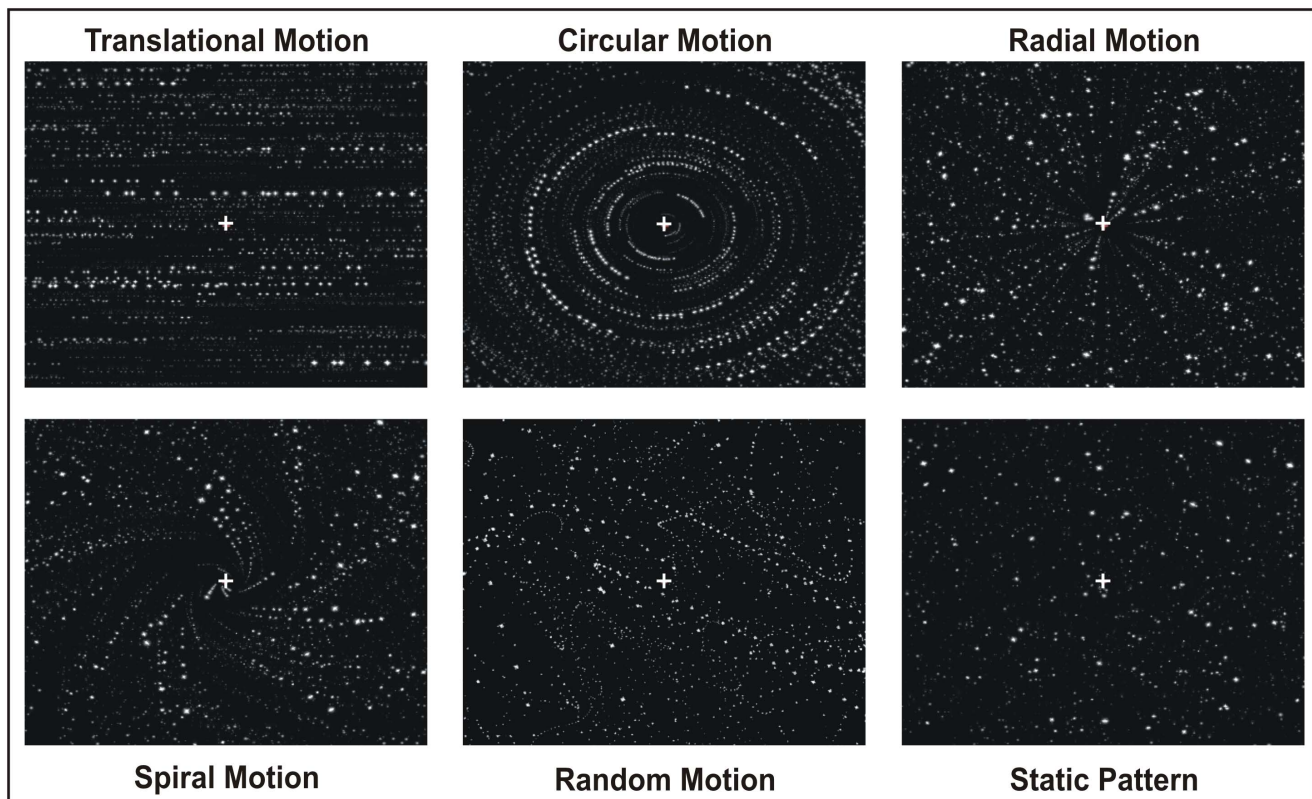 Translational Motion
Circular Motion
Radial Motion
Spiral Motion
Random Motion
Static Pattern